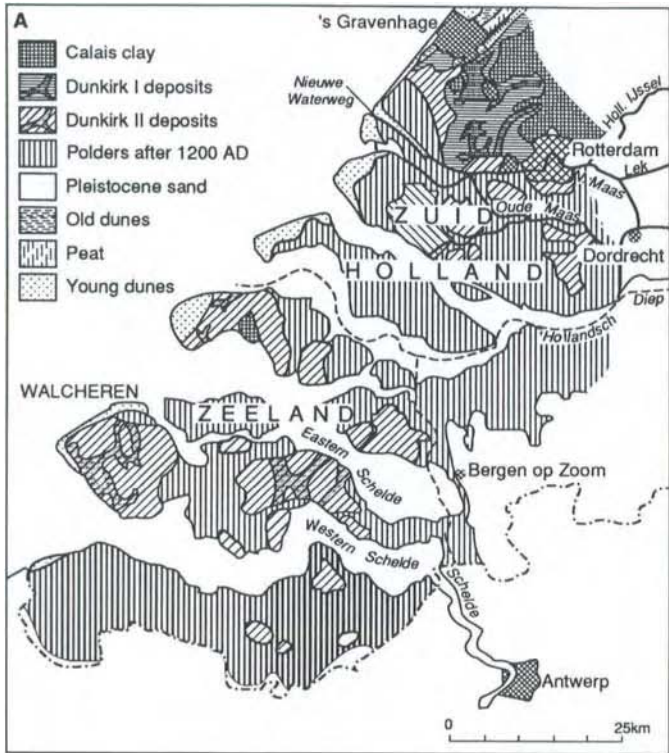 A
Calais clay
Dunkirk I deposits
Dunkirk II deposits
Polders after 1200 AD
Pleistocene sand
Old dunes
Peat
Young dunes
's Gravenhage
Nieuwe
Waterweg
Holl. IJssel
Rotterdam
Lek
N. Maas
Oude Maas
ZUID
HOLLAND
Dordrecht
Diep
Hollandsch
WALCHEREN
ZEELAND
Eastern Schelde
Bergen op Zoom
Western Schelde
Schelde
Antwerp
0 25km